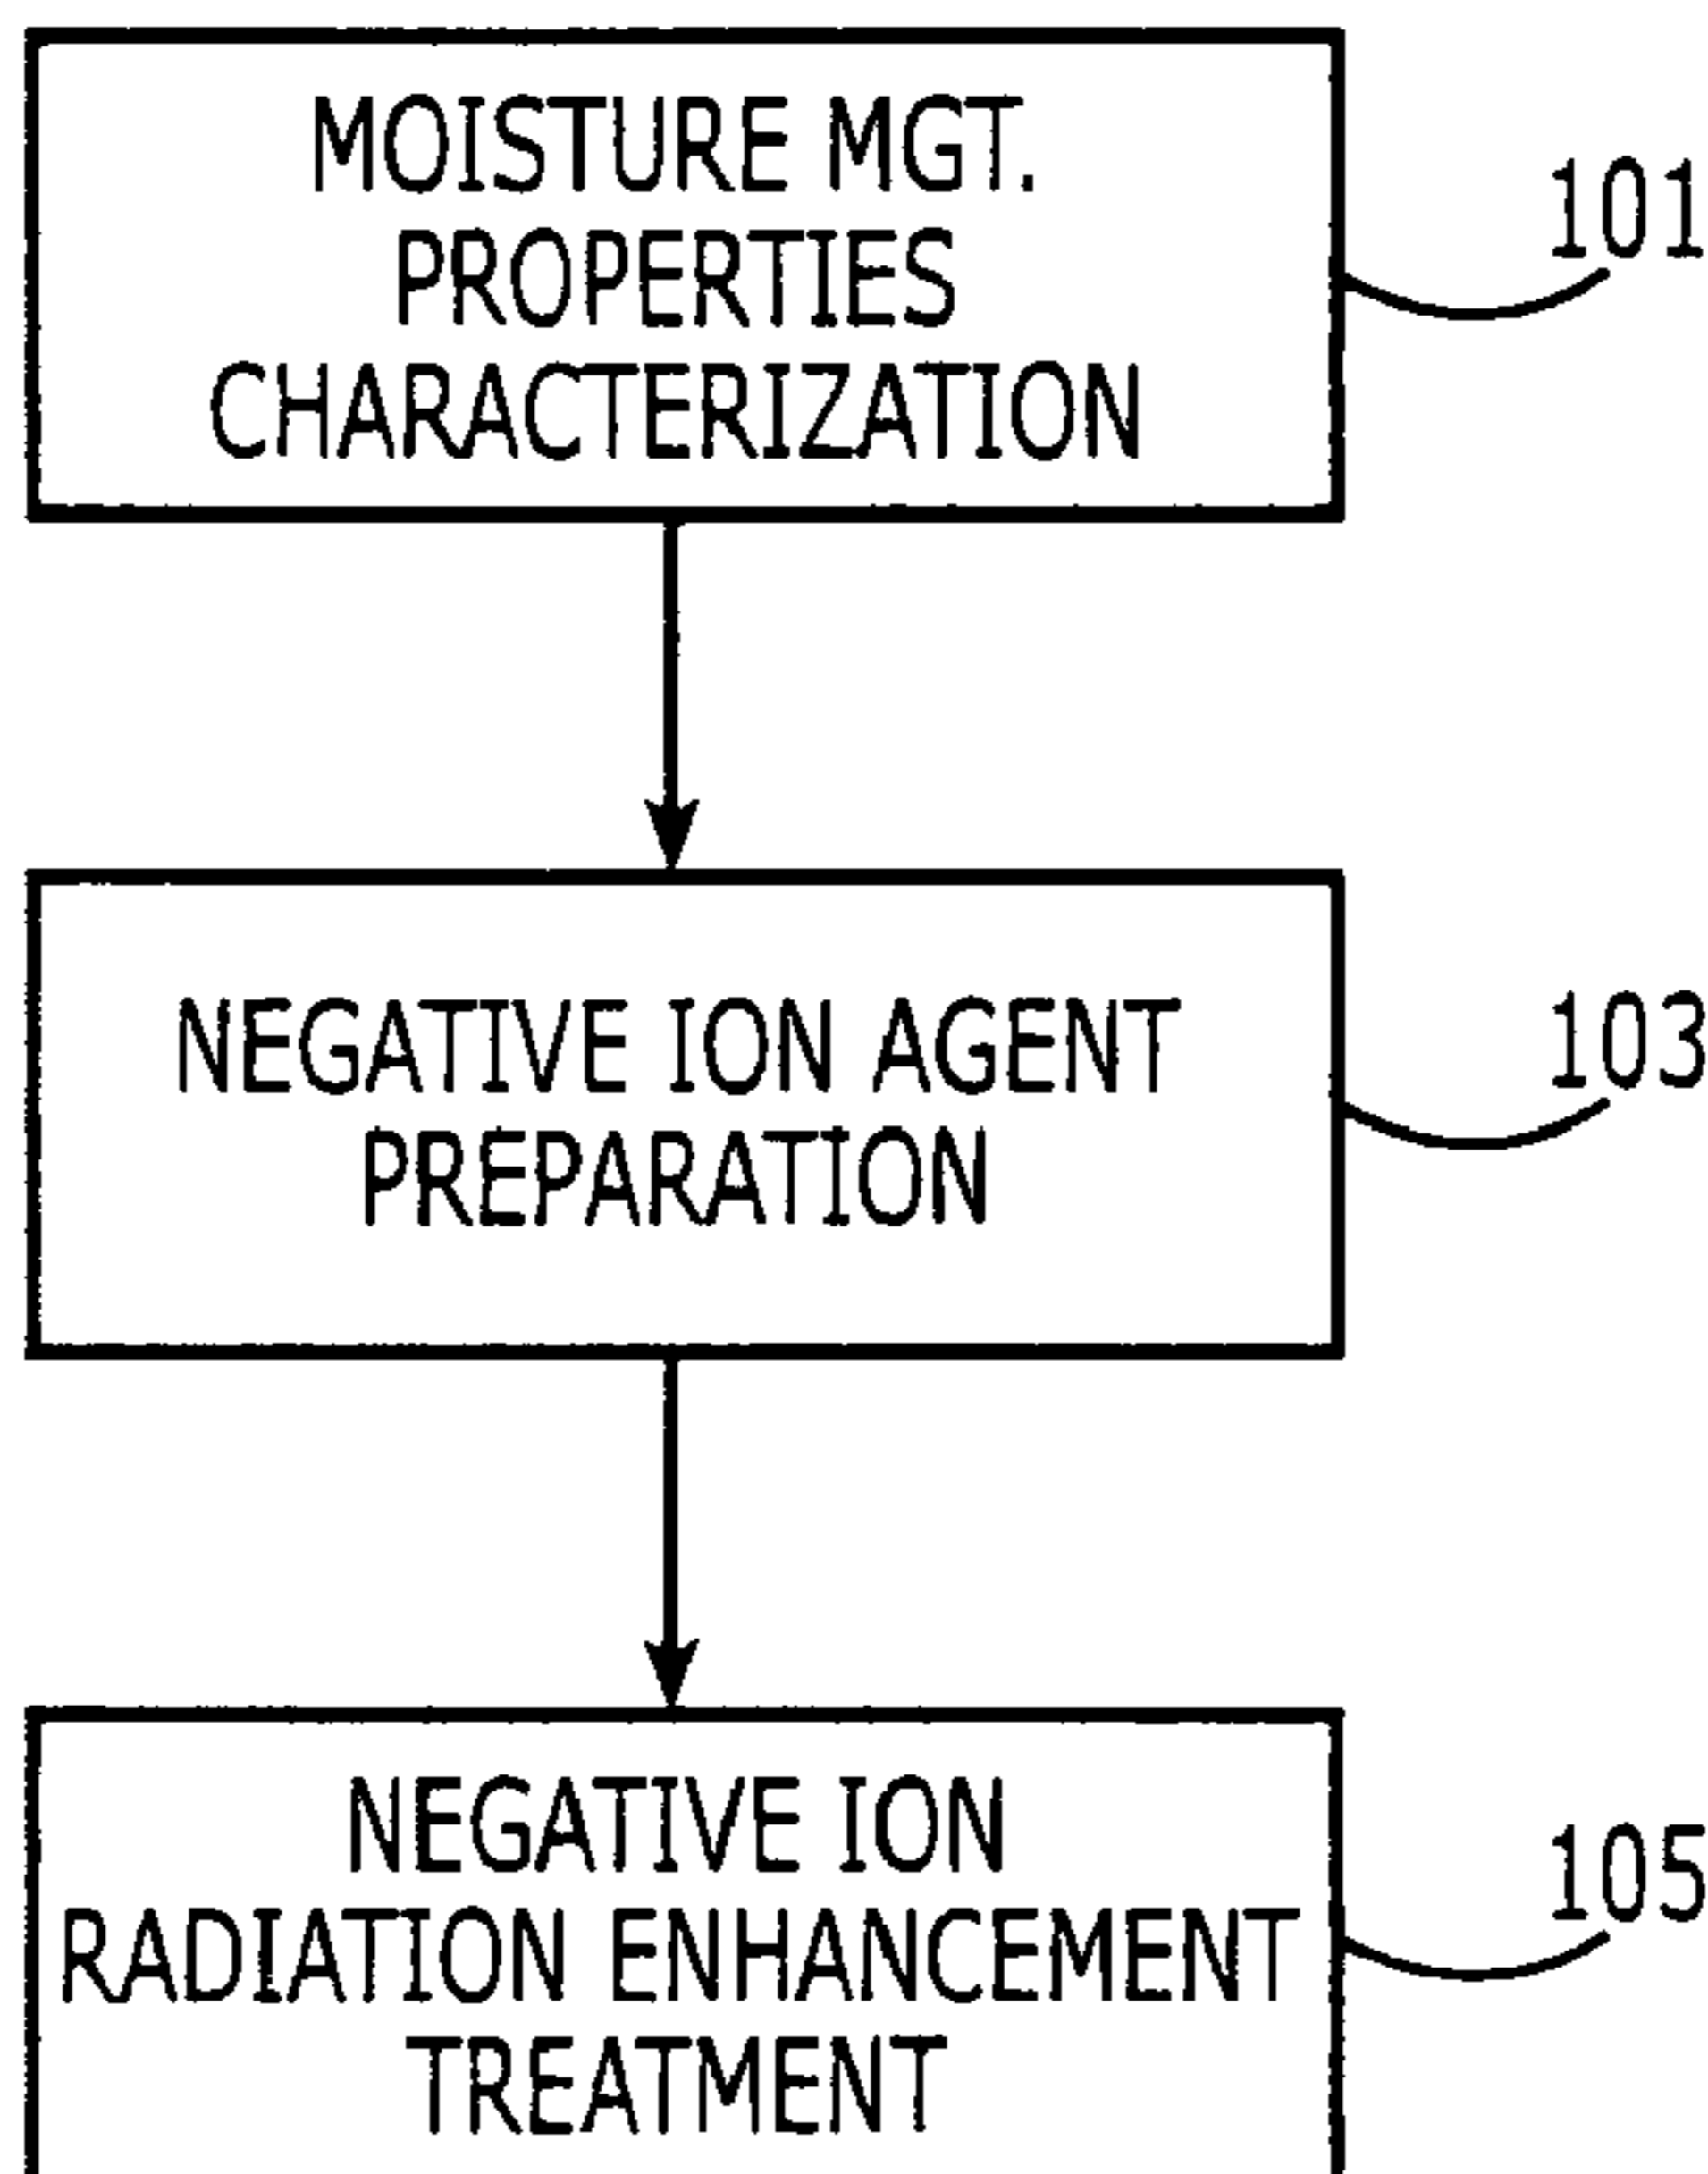 MOISTURE MGT.
PROPERTIES
CHARACTERIZATION
101
NEGATIVE ION AGENT
PREPARATION
103
NEGATIVE ION
RADIATION ENHANCEMENT
TREATMENT
105